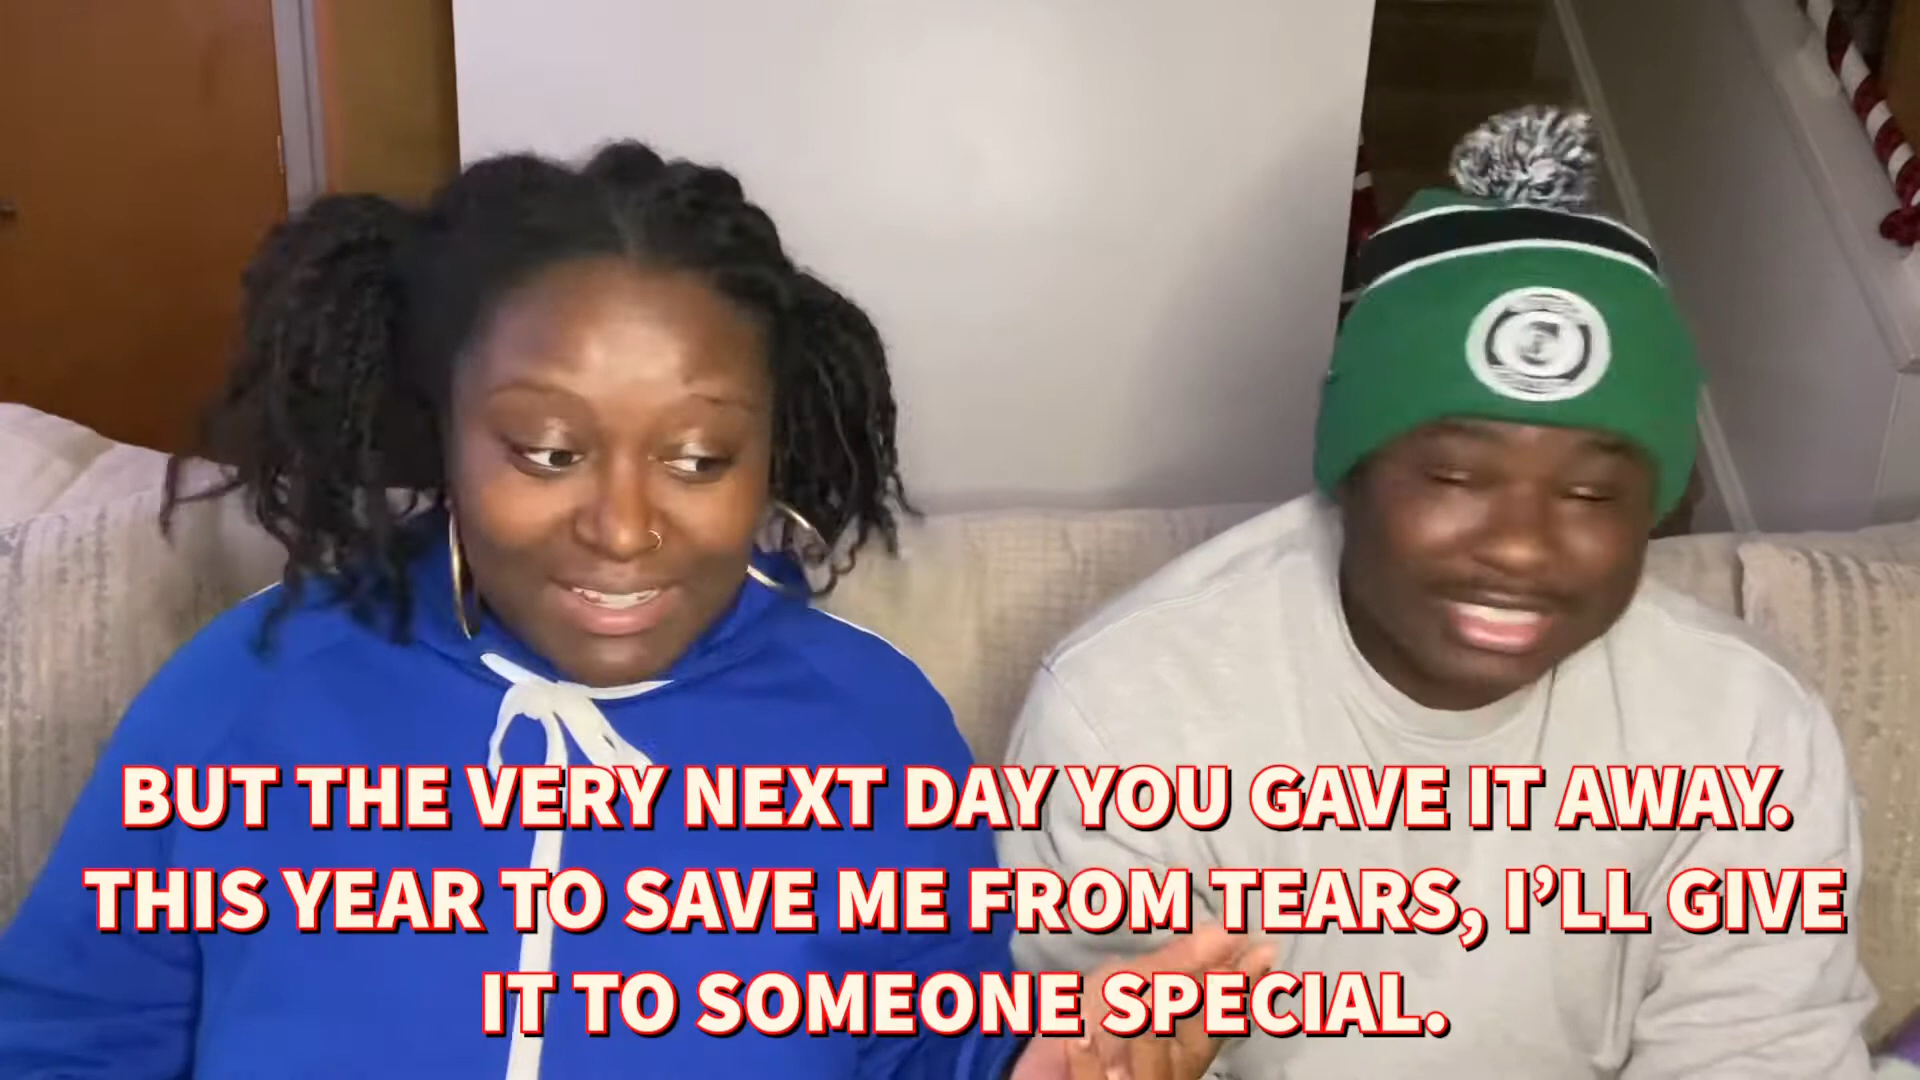 BUT THE VERY NEXT DAY YOU GAVE IT AWAY.
THIS YEAR TO SAVE ME FROM TEARS, I’LL GIVE
IT TO SOMEONE SPECIAL.